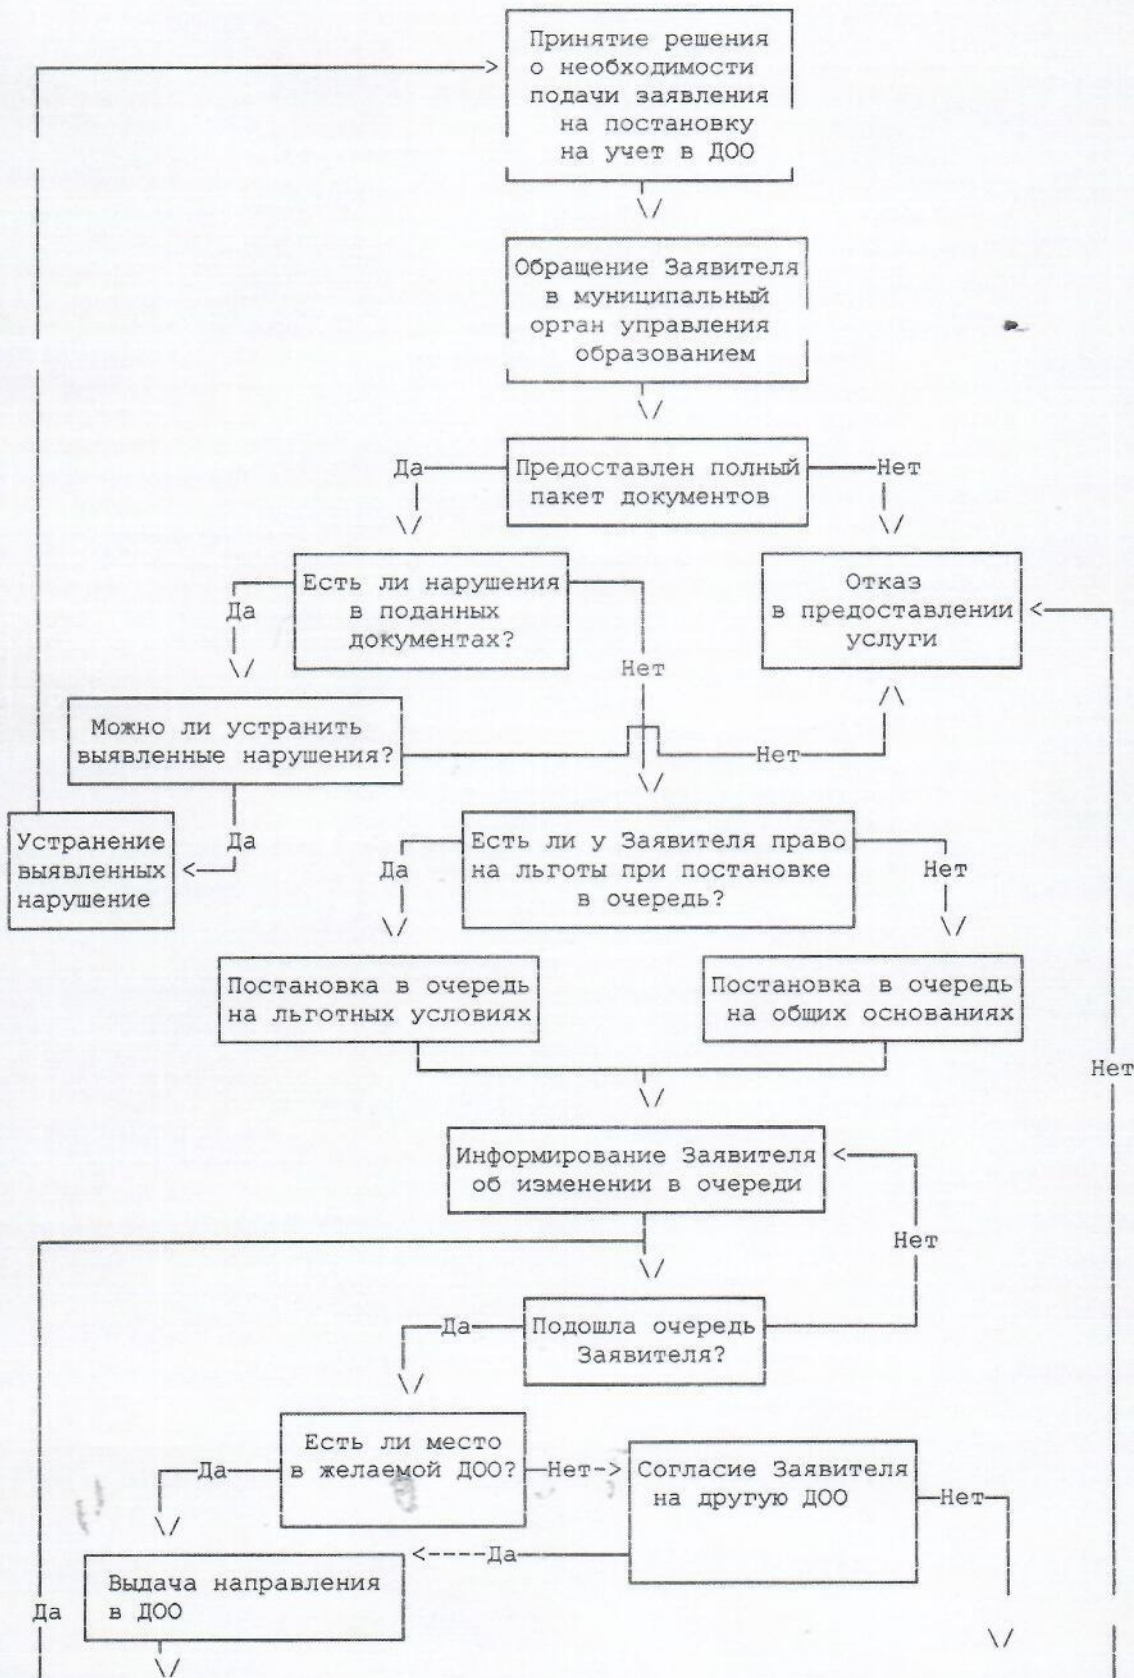 Принятие решения
о необходимости
подачи заявления
на постановку
на учет в ДОО
Обращение Заявителя
в муниципальный
орган управления
образованием
Да
Предоставлен полный
пакет документов
Нет
Есть ли нарушения
в поданных
документах?
Да
Нет
Отказ
в предоставлении
услуги
Можно ли устранить
выявленные нарушения?
Нет
Да
Устранение
выявленных
нарушение
Есть ли у Заявителя право
на льготы при постановке
в очередь?
Да
Нет
Постановка в очередь
на льготных условиях
Постановка в очередь
на общих основаниях
Нет
Информирование Заявителя
об изменении в очереди
Нет
Подошла очередь
Заявителя?
Да
Есть ли место
в желаемой ДОО?
Да
Нет
Согласие Заявителя
на другую ДОО
Нет
Да
Выдача направления
в ДОО
Да